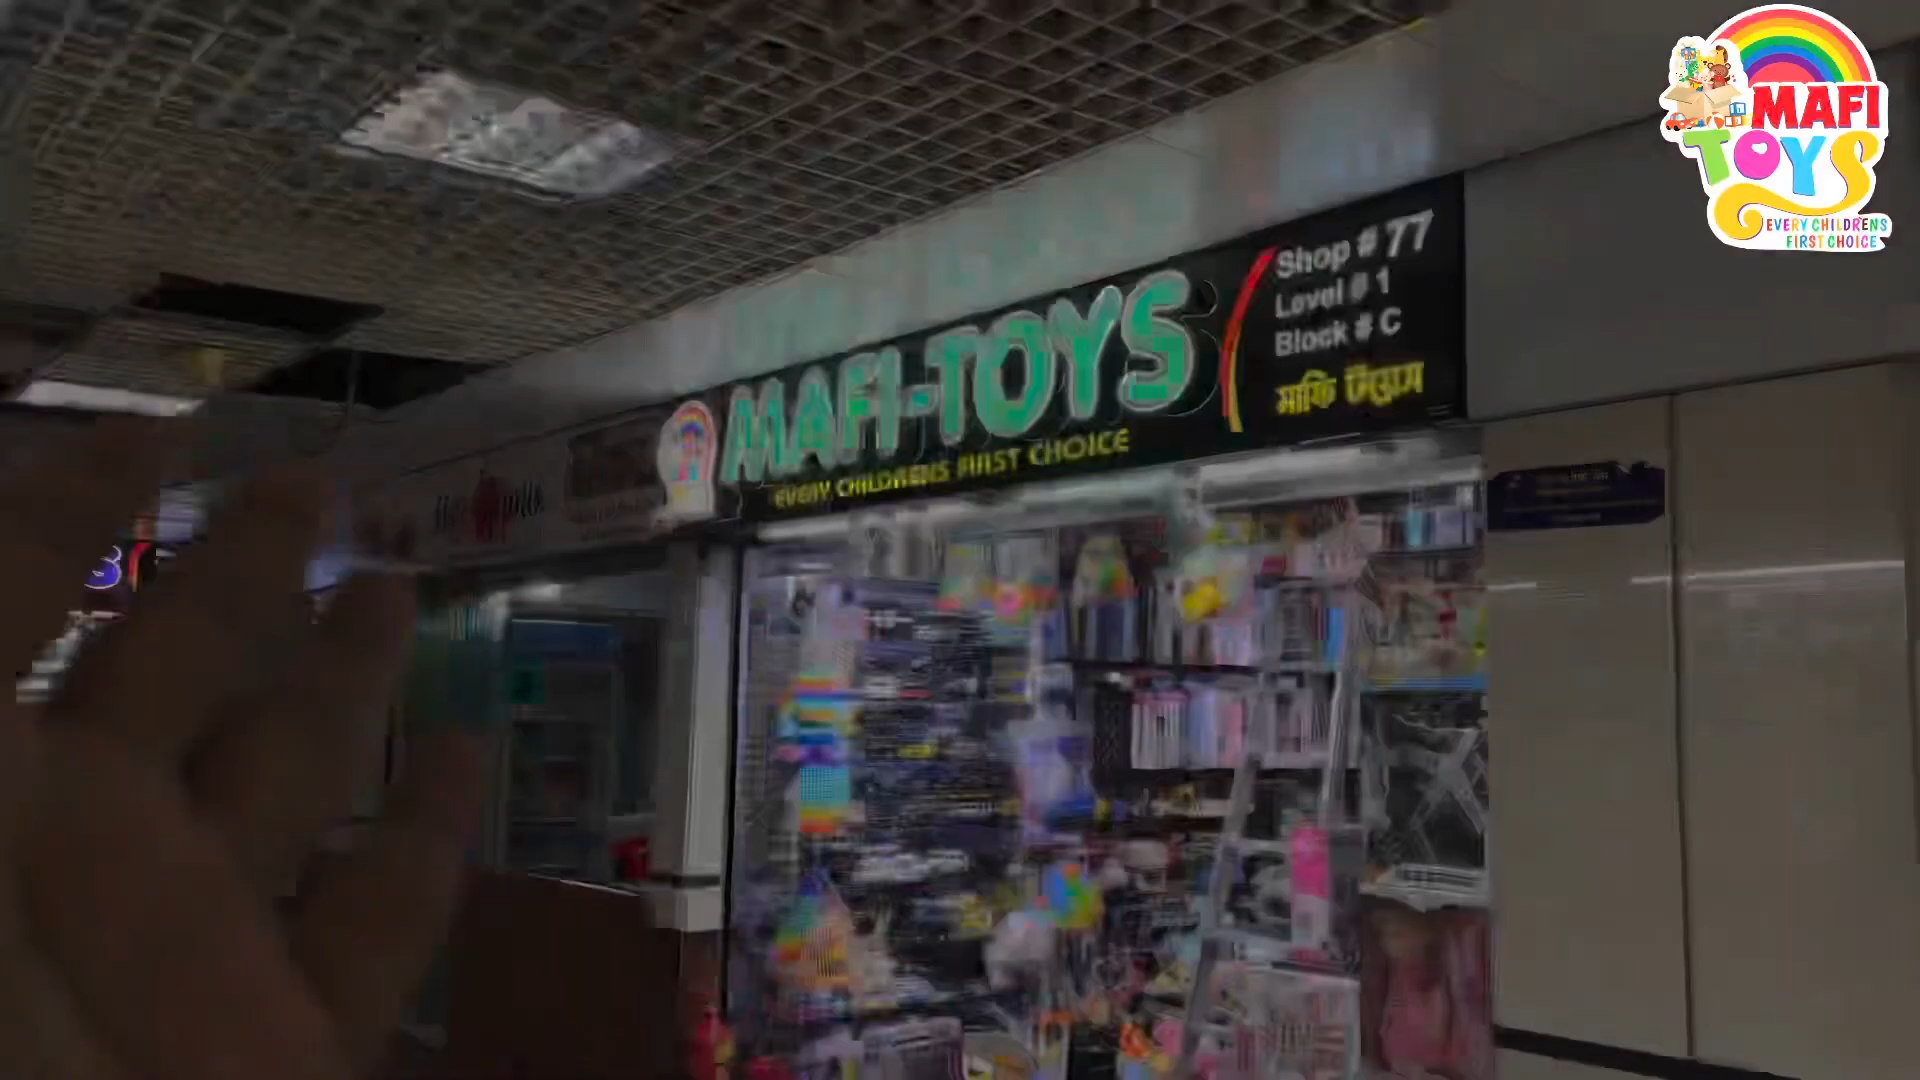 MAFI
TOYS
EVERY CHILDRENS
FIRST CHOICE
MAFI-TOYS
EVERY CHILDRENS FIRST CHOICE
Shop # 77
Level # 1
Block # C
মাফি টয়েস